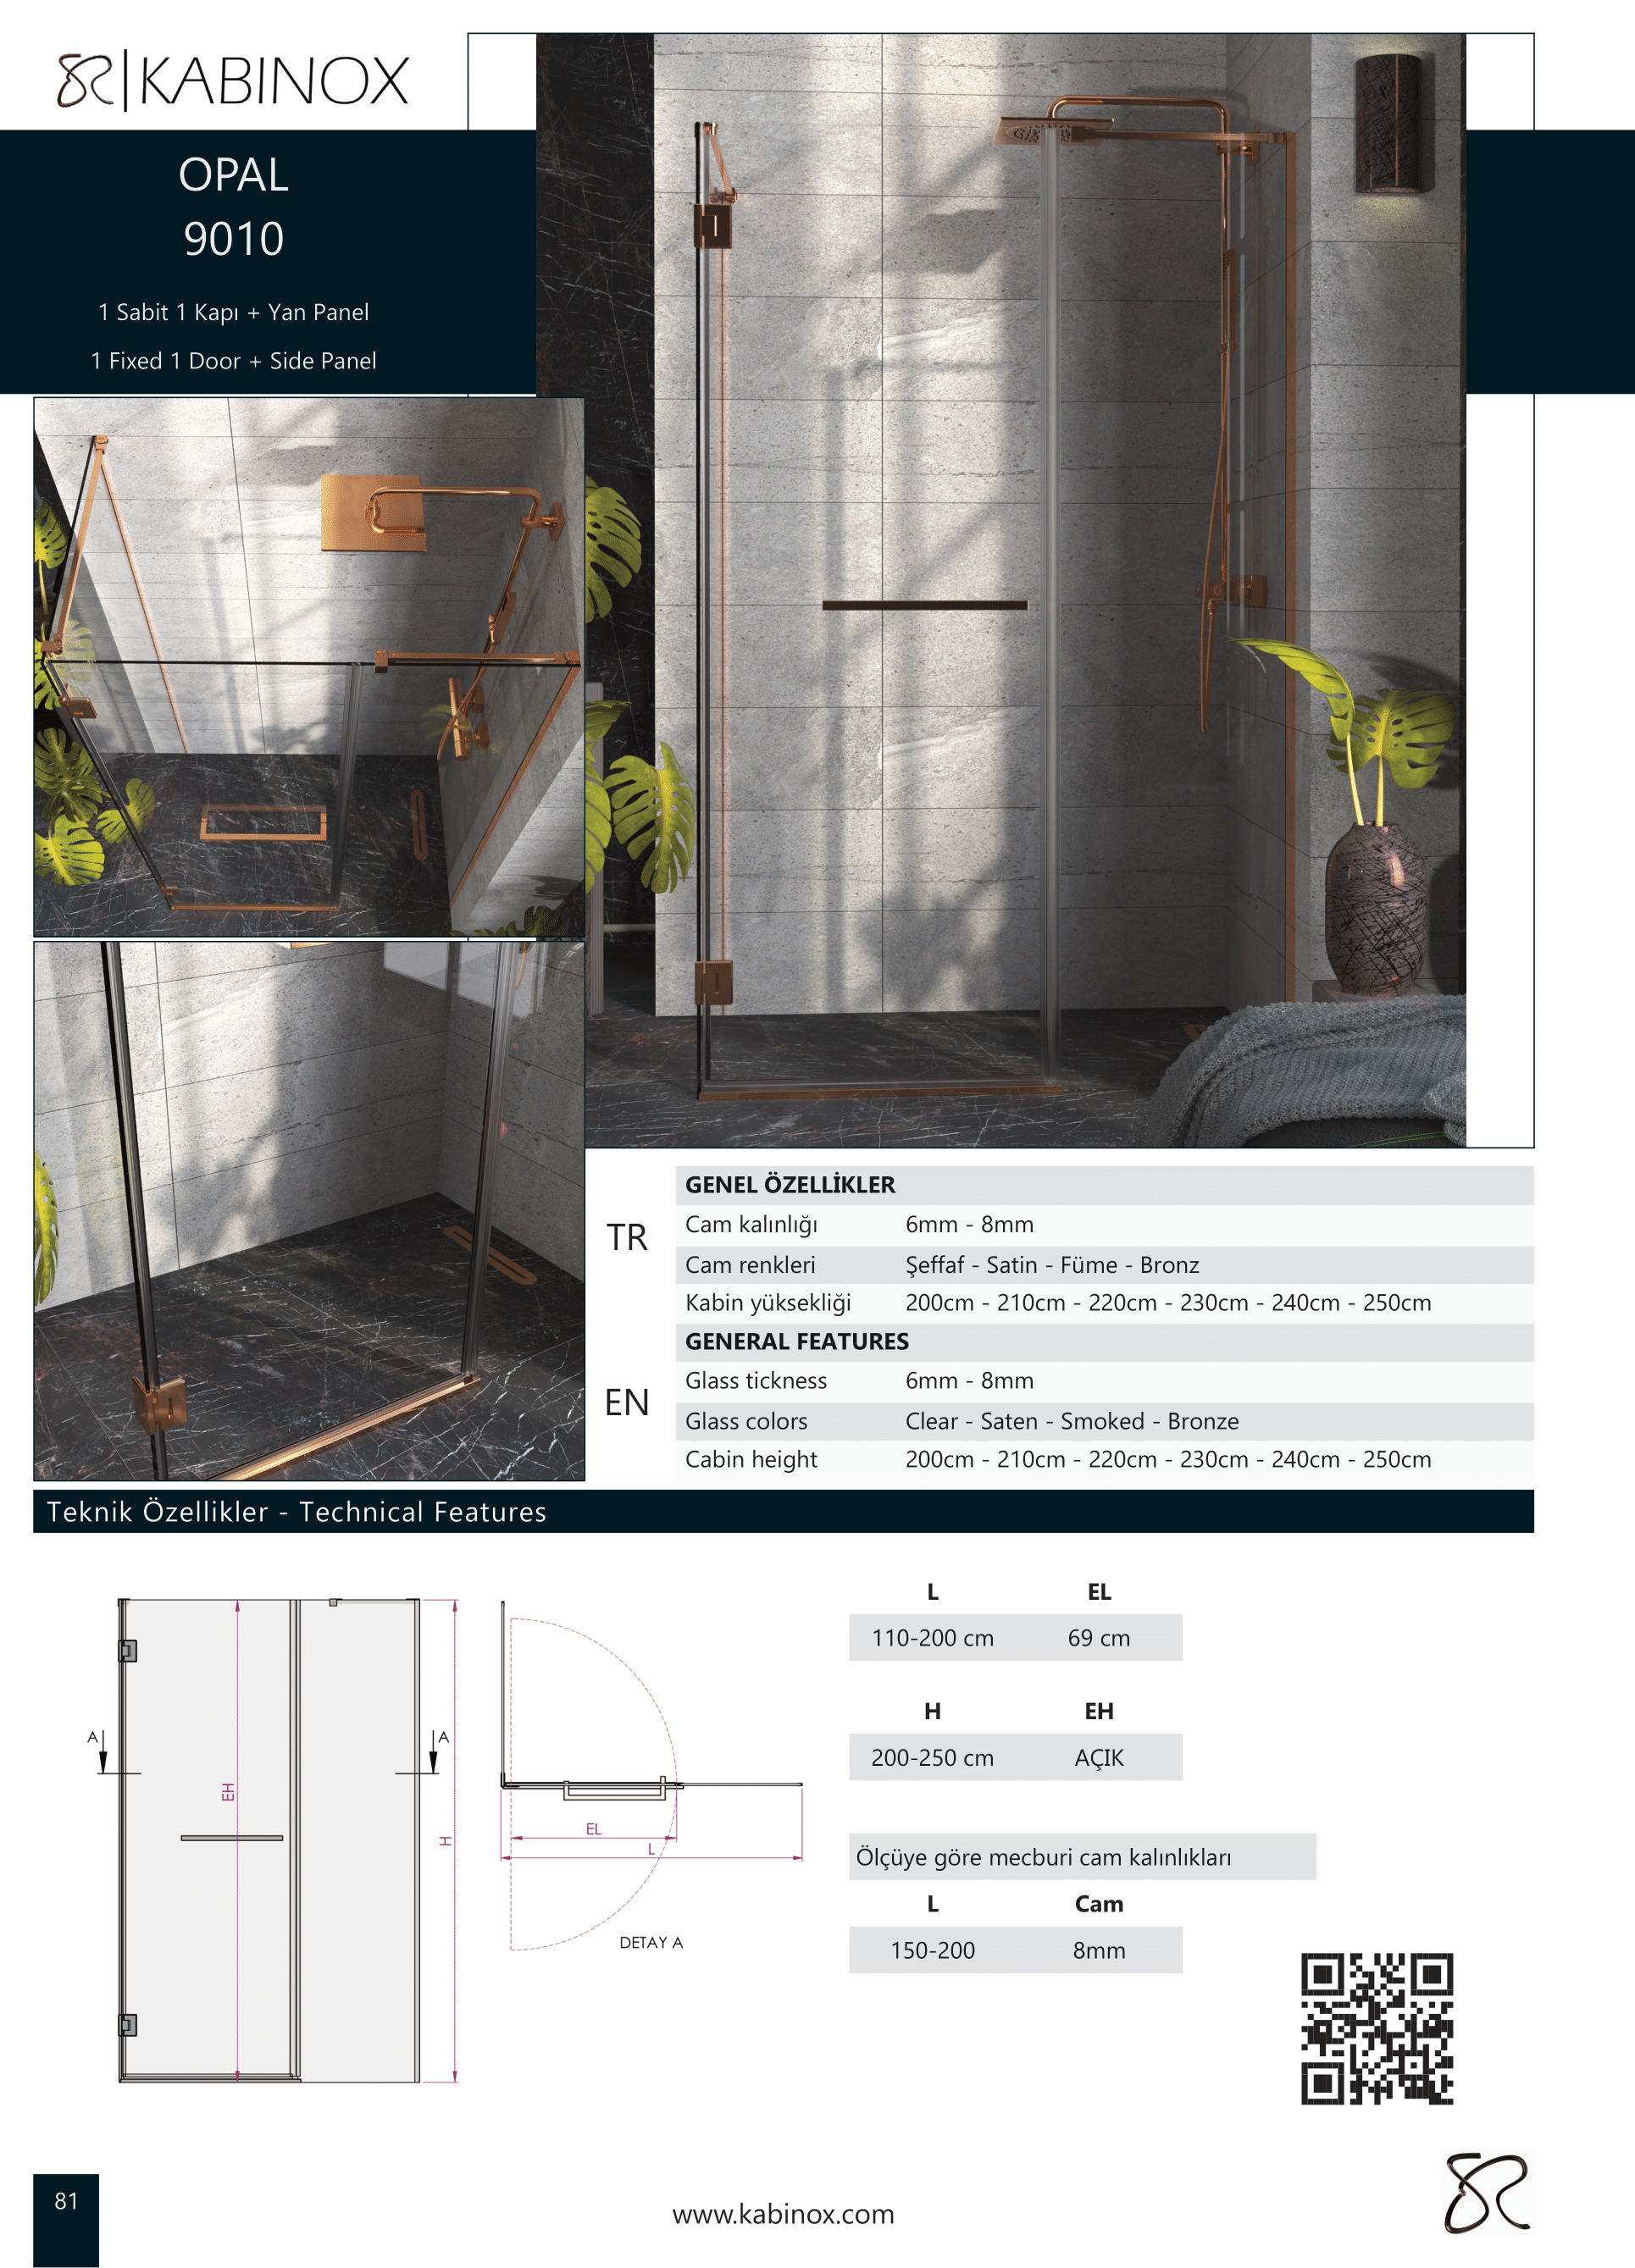 KABINOX
OPAL
9010
1 Sabit 1 Kapı + Yan Panel
1 Fixed 1 Door + Side Panel
TR
GENEL ÖZELLİKLER
Cam kalınlığı 6mm - 8mm
Cam renkleri Şeffaf - Satin - Füme - Bronz
Kabin yüksekliği 200cm - 210cm - 220cm - 230cm - 240cm - 250cm
EN
GENERAL FEATURES
Glass tickness 6mm - 8mm
Glass colors Clear - Saten - Smoked - Bronze
Cabin height 200cm - 210cm - 220cm - 230cm - 240cm - 250cm
Teknik Özellikler - Technical Features
A
A
EH
H
EL
L
DETAY A
L EL
110-200 cm 69 cm
H EH
200-250 cm AÇIK
Ölçüye göre mecburi cam kalınlıkları
L Cam
150-200 8mm
81
www.kabinox.com